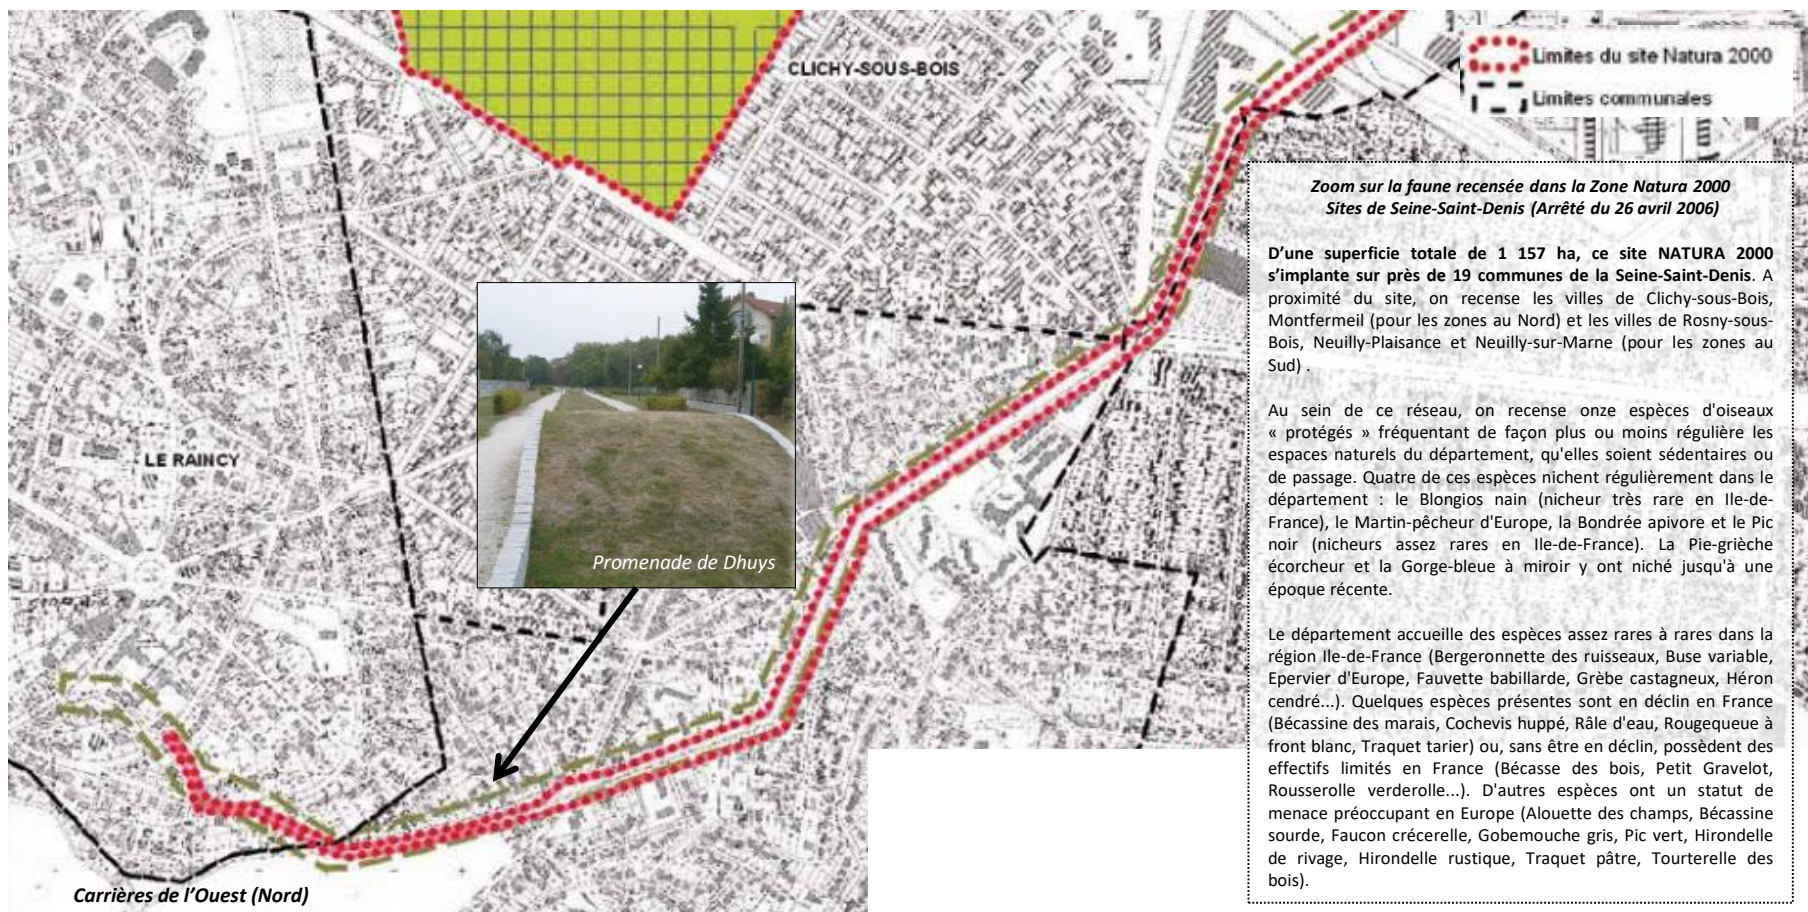 CLICHY-SOUS-BOIS
Limites du site Natura 2000
Limites communales
LE RAINCY
Promenade de Dhuys
Carrières de l'Ouest (Nord)
Zoom sur la faune recensée dans la Zone Natura 2000
Sites de Seine-Saint-Denis (Arrêté du 26 avril 2006)
D'une superficie totale de 1 157 ha, ce site NATURA 2000
s'implante sur près de 19 communes de la Seine-Saint-Denis. A
proximité du site, on recense les villes de Clichy-sous-Bois,
Montfermeil (pour les zones au Nord) et les villes de Rosny-sous-
Bois, Neuilly-Plaisance et Neuilly-sur-Marne (pour les zones au
Sud) .
Au sein de ce réseau, on recense onze espèces d'oiseaux
« protégés » fréquentant de façon plus ou moins régulière les
espaces naturels du département, qu'elles soient sédentaires ou
de passage. Quatre de ces espèces nichent régulièrement dans le
département : le Blongios nain (nicheur très rare en Ile-de-
France), le Martin-pêcheur d'Europe, la Bondrée apivore et le Pic
noir (nicheurs assez rares en Ile-de-France). La Pie-grièche
écorcheur et la Gorge-bleue à miroir y ont niché jusqu'à une
époque récente.
Le département accueille des espèces assez rares à rares dans la
région Ile-de-France (Bergeronnette des ruisseaux, Buse variable,
Epervier d'Europe, Fauvette babillarde, Grèbe castagneux, Héron
cendré...). Quelques espèces présentes sont en déclin en France
(Bécassine des marais, Cochevis huppé, Râle d'eau, Rougequeue à
front blanc, Traquet tarier) ou, sans être en déclin, possèdent des
effectifs limités en France (Bécasse des bois, Petit Gravelot,
Rousserolle verderolle...). D'autres espèces ont un statut de
menace préoccupant en Europe (Alouette des champs, Bécassine
sourde, Faucon crécerelle, Gobemouche gris, Pic vert, Hirondelle
de rivage, Hirondelle rustique, Traquet pâtre, Tourterelle des
bois).